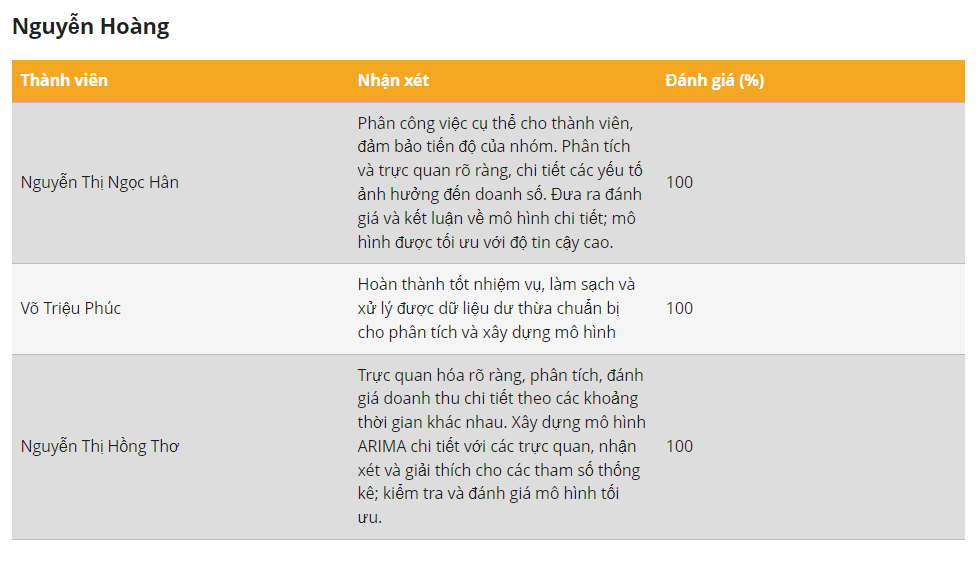 Nguyễn Hoàng
Thành viên Nhận xét Đánh giá (%)
Phân công việc cụ thể cho thành viên,
đảm bảo tiến độ của nhóm. Phân tích
và trực quan rõ ràng, chi tiết các yếu tố
Nguyễn Thị Ngọc Hân
100
ảnh hưởng đến doanh số. Đưa ra đánh
giá và kết luận về mô hình chi tiết; mô
hình được tối ưu với độ tin cậy cao.
Hoàn thành tốt nhiệm vụ, làm sạch và
Võ Triệu Phúc
xử lý được dữ liệu dư thừa chuẩn bị
100
cho phân tích và xây dựng mô hình
Trực quan hóa rõ ràng, phân tích, đánh
giá doanh thu chi tiết theo các khoảng
thời gian khác nhau. Xây dựng mô hình
Nguyễn Thị Hồng Thơ
ARIMA chi tiết với các trực quan, nhận
100
xét và giải thích cho các tham số thống
kê; kiểm tra và đánh giá mô hình tối
ưu.